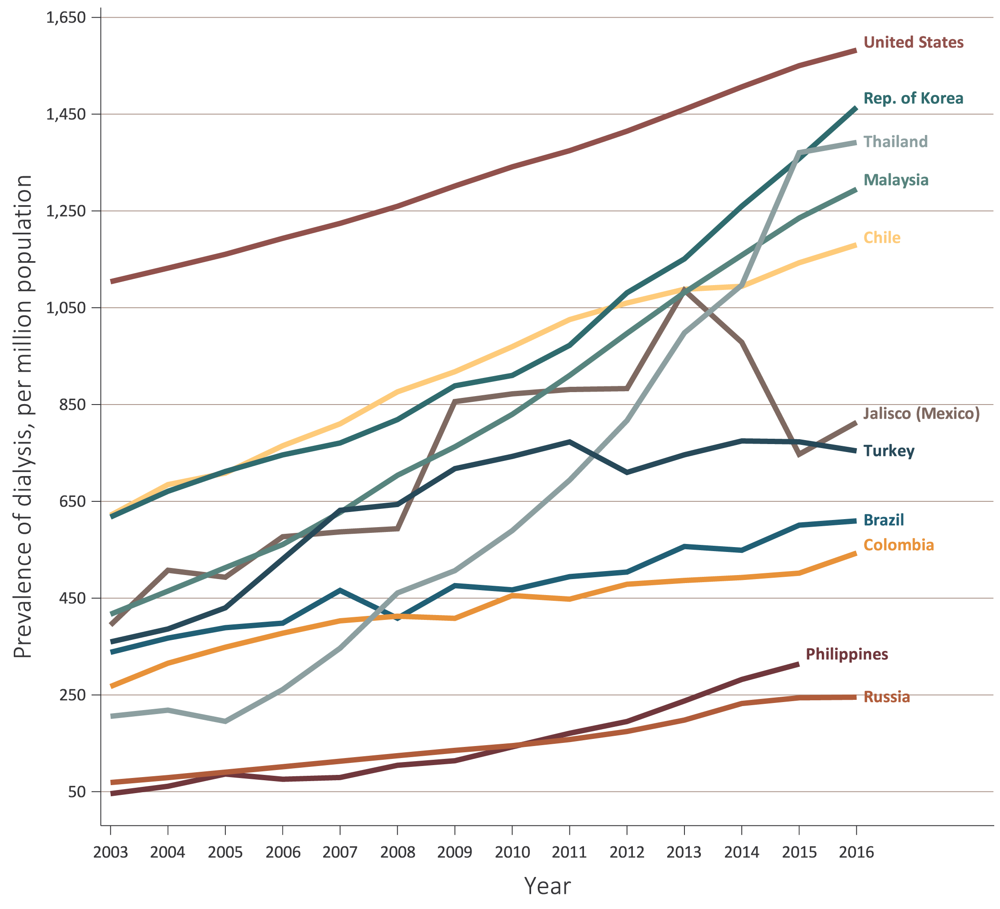 Prevalence of dialysis, per million population
1,650
1,450
1,250
1,050
850
650
450
250
50
United States
Rep. of Korea
Thailand
Malaysia
Chile
Jalisco (Mexico)
Turkey
Brazil
Colombia
Philippines
Russia
2003 2004 2005 2006 2007 2008 2009 2010 2011 2012 2013 2014 2015 2016
Year